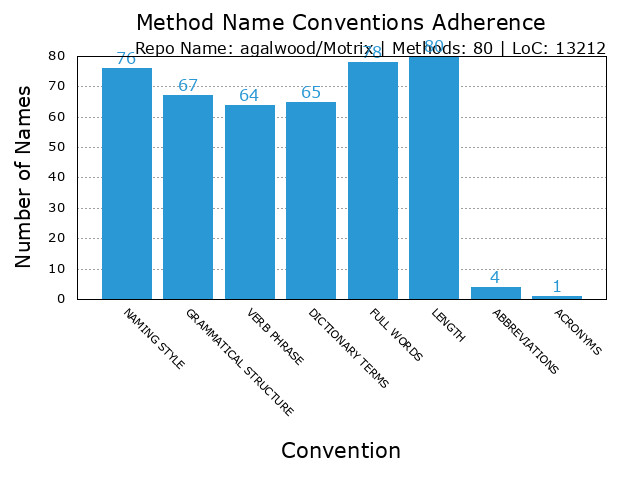 Method Name Conventions Adherence
Repo Name: agalwood/Motrix | Methods: 80 | LoC: 13212
80
70
60
50
40
30
20
10
0
Number of Names
76
67
64
65
78
80
4
1
NAMING STYLE
GRAMMATICAL STRUCTURE
VERB PHRASE
DICTIONARY TERMS
FULL WORDS
LENGTH
ABBREVIATIONS
ACRONYMS
Convention